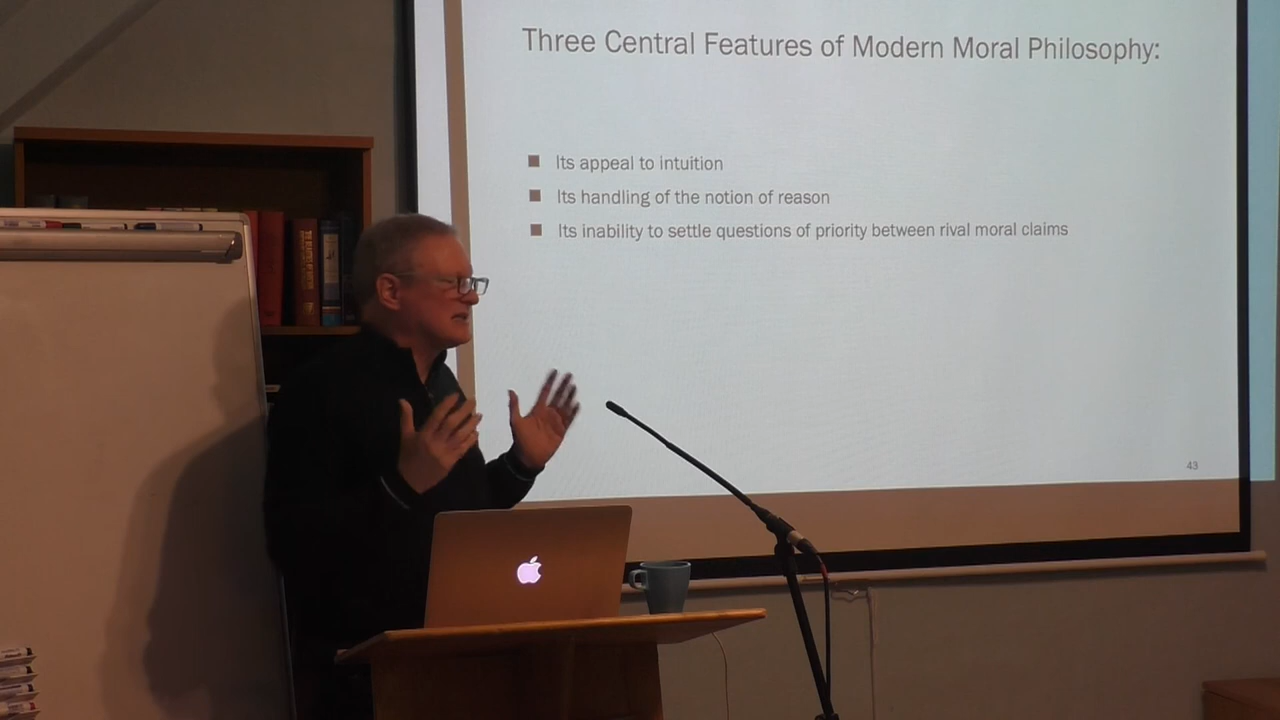 Three Central Features of Modern Moral Philosophy:
Its appeal to intuition
Its handling of the notion of reason
Its inability to settle questions of priority between rival moral claims
43